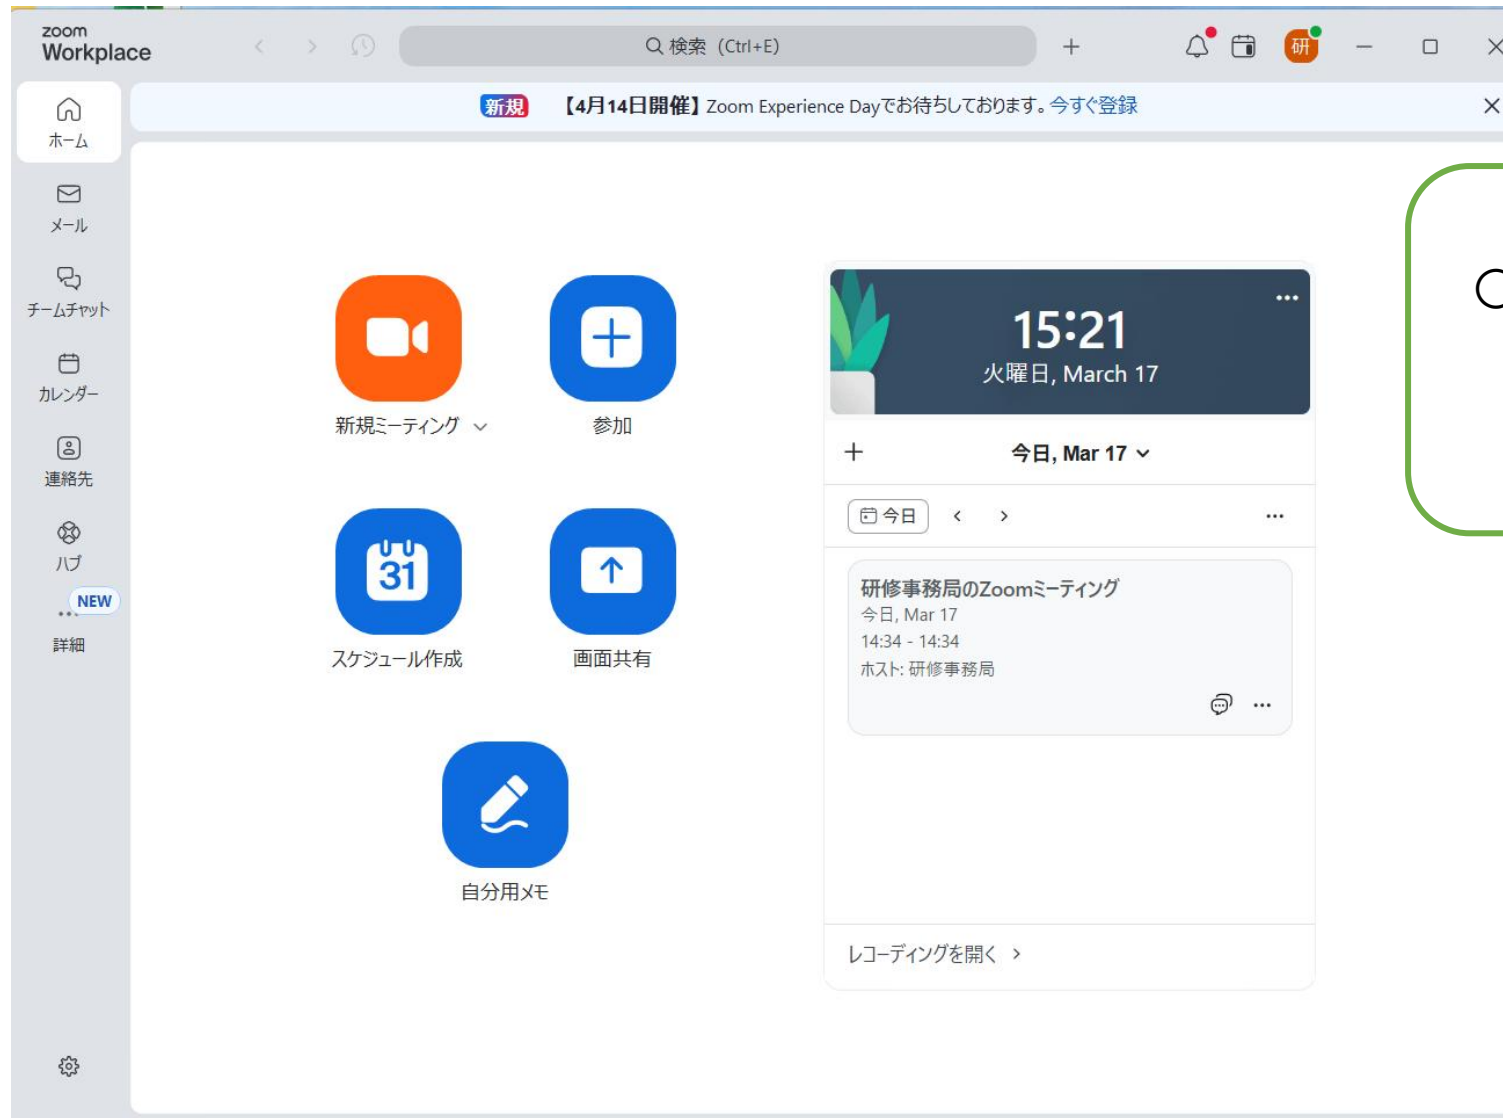 zoom
Workplace
検索 (Ctrl+E)
研
新規 【4月14日開催】Zoom Experience Dayでお待ちしております。今すぐ登録
ホーム
メール
チームチャット
カレンダー
連絡先
ハブ
NEW
詳細
新規ミーティング
参加
31
スケジュール作成
画面共有
自分用メモ
15:21
火曜日, March 17
今日, Mar 17
今日
研修事務局のZoomミーティング
今日, Mar 17
14:34 - 14:34
ホスト: 研修事務局
レコーディングを開く